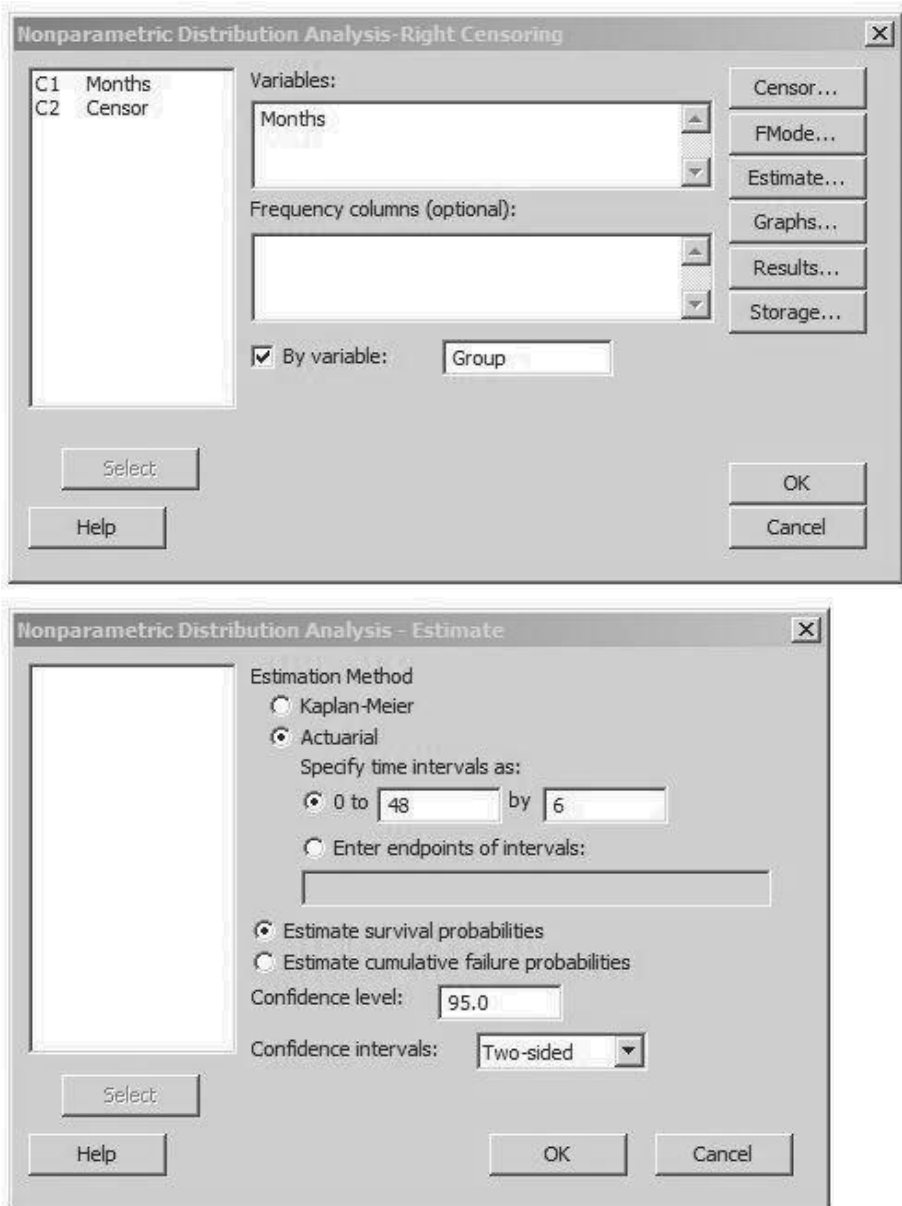 Nonparametric Distribution Analysis-Right Censoring
C1 Months
C2 Censor
Variables:
Months
Frequency columns (optional):
By variable: Group
Censor...
FMode...
Estimate...
Graphs...
Results...
Storage...
Select
Help
OK
Cancel
Nonparametric Distribution Analysis - Estimate
Estimation Method
Kaplan-Meier
Actuarial
Specify time intervals as:
0 to 48 by 6
Enter endpoints of intervals:
Estimate survival probabilities
Estimate cumulative failure probabilities
Confidence level: 95.0
Confidence intervals: Two-sided
Select
Help
OK
Cancel